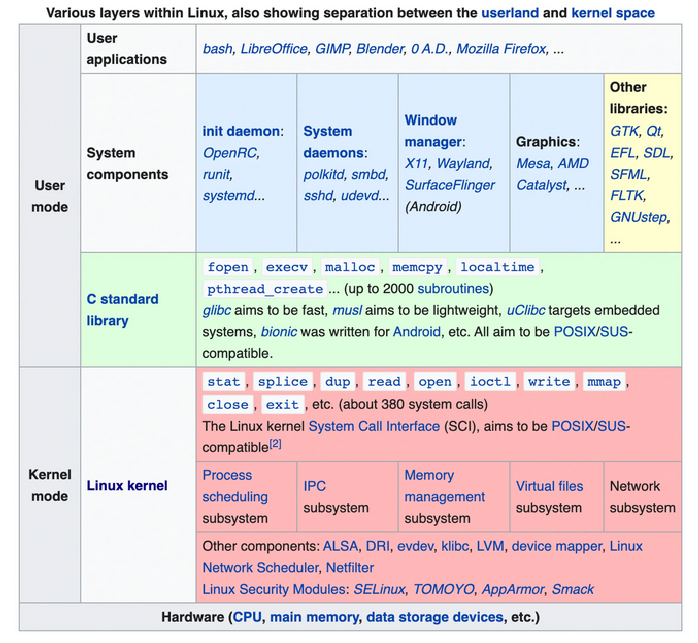 Various layers within Linux, also showing separation between the userland and kernel space
User
applications
bash, LibreOffice, GIMP, Blender, 0 A.D., Mozilla Firefox, ...
User
mode
System
components
init daemon:
OpenRC,
runit,
systemd...
System
daemons:
polkitd, smbd,
sshd, udevd...
Window
manager:
X11, Wayland,
SurfaceFlinger
(Android)
Graphics:
Mesa, AMD
Catalyst, ...
Other
libraries:
GTK, Qt,
EFL, SDL,
SFML,
FLTK,
GNUstep,
...
C standard
library
fopen, execv, malloc, memcpy, localtime,
pthread_create... (up to 2000 subroutines)
glibc aims to be fast, musl aims to be lightweight, uClibc targets embedded
systems, bionic was written for Android, etc. All aim to be POSIX/SUS-
compatible.
Kernel
mode
Linux kernel
stat, splice, dup, read, open, ioctl, write, mmap,
close, exit, etc. (about 380 system calls)
The Linux kernel System Call Interface (SCI), aims to be POSIX/SUS-
compatible[2]
Process
scheduling
subsystem
IPC
subsystem
Memory
management
subsystem
Virtual files
subsystem
Network
subsystem
Other components: ALSA, DRI, evdev, klibc, LVM, device mapper, Linux
Network Scheduler, Netfilter
Linux Security Modules: SELinux, TOMOYO, AppArmor, Smack
Hardware (CPU, main memory, data storage devices, etc.)